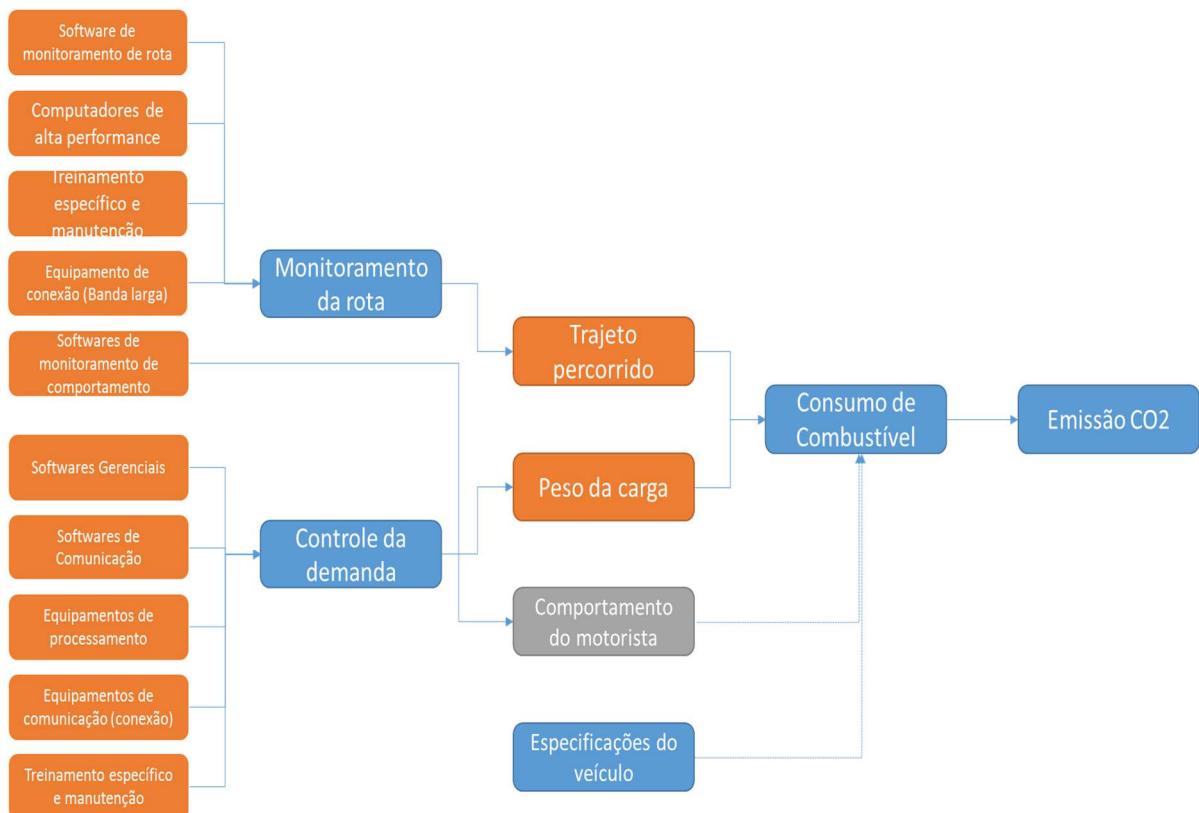 Software de
monitoramento de rota
Computadores de
alta performance
Treinamento
específico e
manutenção
Equipamento de
conexão (Banda larga)
Softwares de
monitoramento de
comportamento
Softwares Gerenciais
Softwares de
Comunicação
Equipamentos de
processamento
Equipamentos de
comunicação (conexão)
Treinamento específico
e manutenção
Monitoramento
da rota
Controle da
demanda
Trajeto
percorrido
Peso da carga
Comportamento
do motorista
Especificações do
veículo
Consumo de
Combustível
Emissão CO2